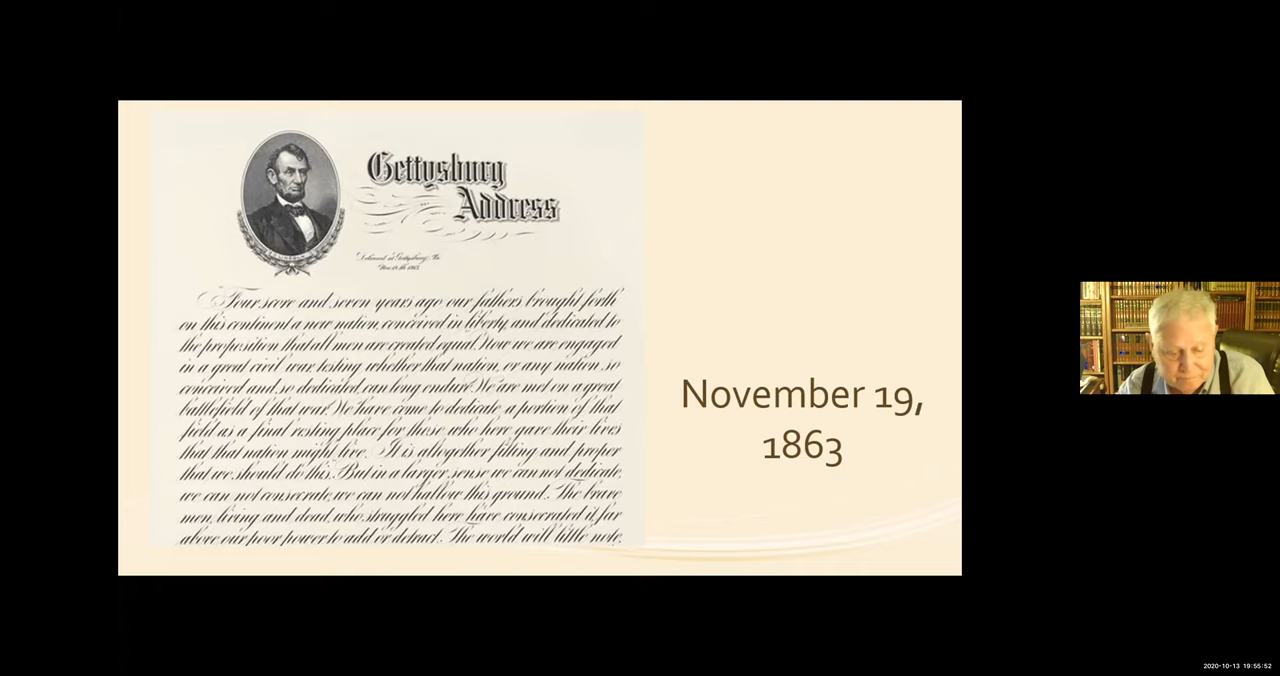 Gettysburg
Address
Delivered at Gettysburg, Pa.
Nov. 19th 1863.
Four score and seven years ago our fathers brought forth
on this continent a new nation, conceived in liberty, and dedicated to
the proposition that all men are created equal. Now we are engaged
in a great civil war, testing whether that nation, or any nation, so
conceived and so dedicated, can long endure. We are met on a great
battlefield of that war. We have come to dedicate, a portion of that
field as a final resting place for those who here gave their lives
that that nation might live. It is altogether fitting and proper
that we should do this. But in a larger sense we can not dedicate,
we can not consecrate, we can not hallow this ground. The brave
men, living and dead, who struggled here have consecrated it, far
above our poor power to add or detract. The world will little note,
November 19,
1863
2020-10-13 19:55:52